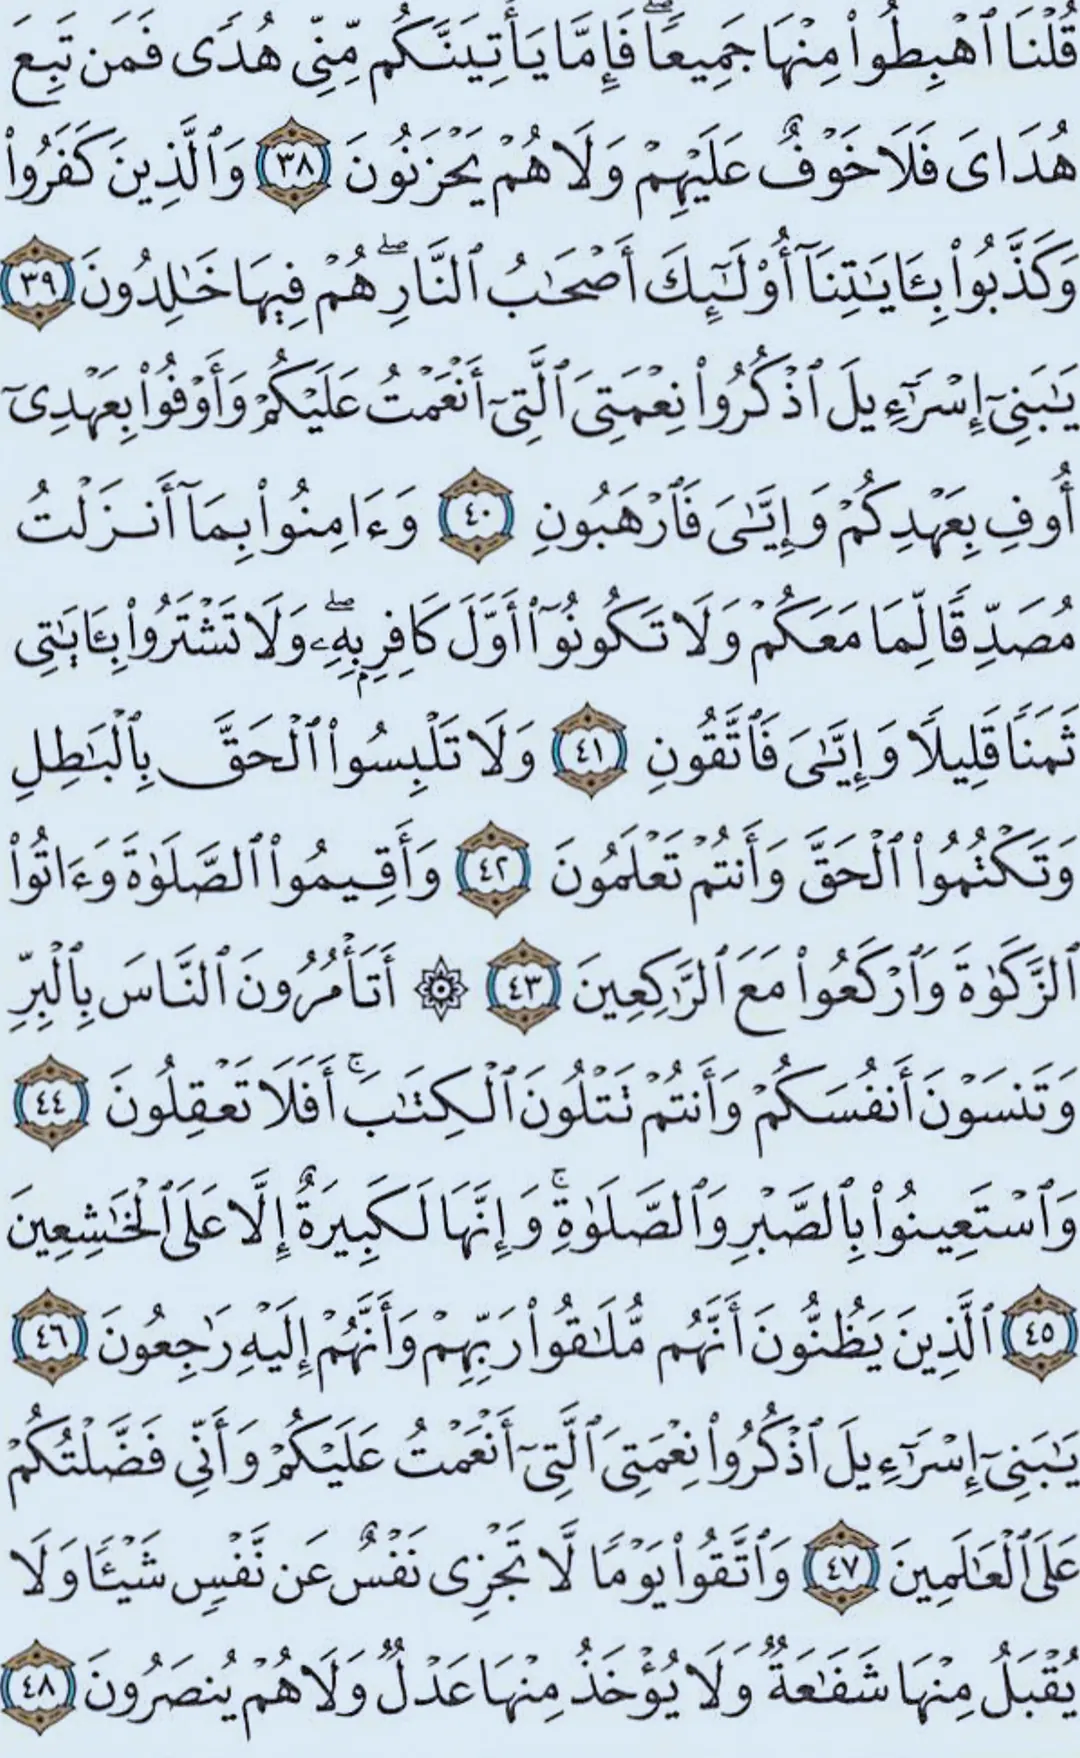 قُلْنَا ٱهْبِطُوا۟ مِنْهَا جَمِيعًۭا ۖ فَإِمَّا يَأْتِيَنَّكُم مِّنِّى هُدًۭى فَمَن تَبِعَ
هُدَاىَ فَلَا خَوْفٌ عَلَيْهِمْ وَلَا هُمْ يَحْزَنُونَ ٣٨ وَٱلَّذِينَ كَفَرُوا۟
وَكَذَّبُوا۟ بِـَٔايَـٰتِنَآ أُو۟لَـٰٓئِكَ أَصْحَـٰبُ ٱلنَّارِ ۖ هُمْ فِيهَا خَـٰلِدُونَ ٣٩
يَـٰبَنِىٓ إِسْرَٰٓءِيلَ ٱذْكُرُوا۟ نِعْمَتِىَ ٱلَّتِىٓ أَنْعَمْتُ عَلَيْكُمْ وَأَوْفُوا۟ بِعَهْدِىٓ
أُوفِ بِعَهْدِكُمْ وَإِيَّـٰىَ فَٱرْهَبُونِ ٤٠ وَءَامِنُوا۟ بِمَآ أَنزَلْتُ
مُصَدِّقًۭا لِّمَا مَعَكُمْ وَلَا تَكُونُوٓا۟ أَوَّلَ كَافِرٍۭ بِهِۦ ۖ وَلَا تَشْتَرُوا۟ بِـَٔايَـٰتِى
ثَمَنًۭا قَلِيلًۭا وَإِيَّـٰىَ فَٱتَّقُونِ ٤١ وَلَا تَلْبِسُوا۟ ٱلْحَقَّ بِٱلْبَـٰطِلِ
وَتَكْتُمُوا۟ ٱلْحَقَّ وَأَنتُمْ تَعْلَمُونَ ٤٢ وَأَقِيمُوا۟ ٱلصَّلَوٰةَ وَءَاتُوا۟
ٱلزَّكَوٰةَ وَٱرْكَعُوا۟ مَعَ ٱلرَّٰكِعِينَ ٤٣ ۞ أَتَأْمُرُونَ ٱلنَّاسَ بِٱلْبِرِّ
وَتَنسَوْنَ أَنفُسَكُمْ وَأَنتُمْ تَتْلُونَ ٱلْكِتَـٰبَ ۚ أَفَلَا تَعْقِلُونَ ٤٤
وَٱسْتَعِينُوا۟ بِٱلصَّبْرِ وَٱلصَّلَوٰةِ ۚ وَإِنَّهَا لَكَبِيرَةٌ إِلَّا عَلَى ٱلْخَـٰشِعِينَ
٤٥ ٱلَّذِينَ يَظُنُّونَ أَنَّهُم مُّلَـٰقُوا۟ رَبِّهِمْ وَأَنَّهُمْ إِلَيْهِ رَٰجِعُونَ ٤٦
يَـٰبَنِىٓ إِسْرَٰٓءِيلَ ٱذْكُرُوا۟ نِعْمَتِىَ ٱلَّتِىٓ أَنْعَمْتُ عَلَيْكُمْ وَأَنِّى فَضَّلْتُكُمْ
عَلَى ٱلْعَـٰلَمِينَ ٤٧ وَٱتَّقُوا۟ يَوْمًۭا لَّا تَجْزِى نَفْسٌ عَن نَّفْسٍۢ شَيْـًۭٔا وَلَا
يُقْبَلُ مِنْهَا شَفَـٰعَةٌۭ وَلَا يُؤْخَذُ مِنْهَا عَدْلٌۭ وَلَا هُمْ يُنصَرُونَ ٤٨